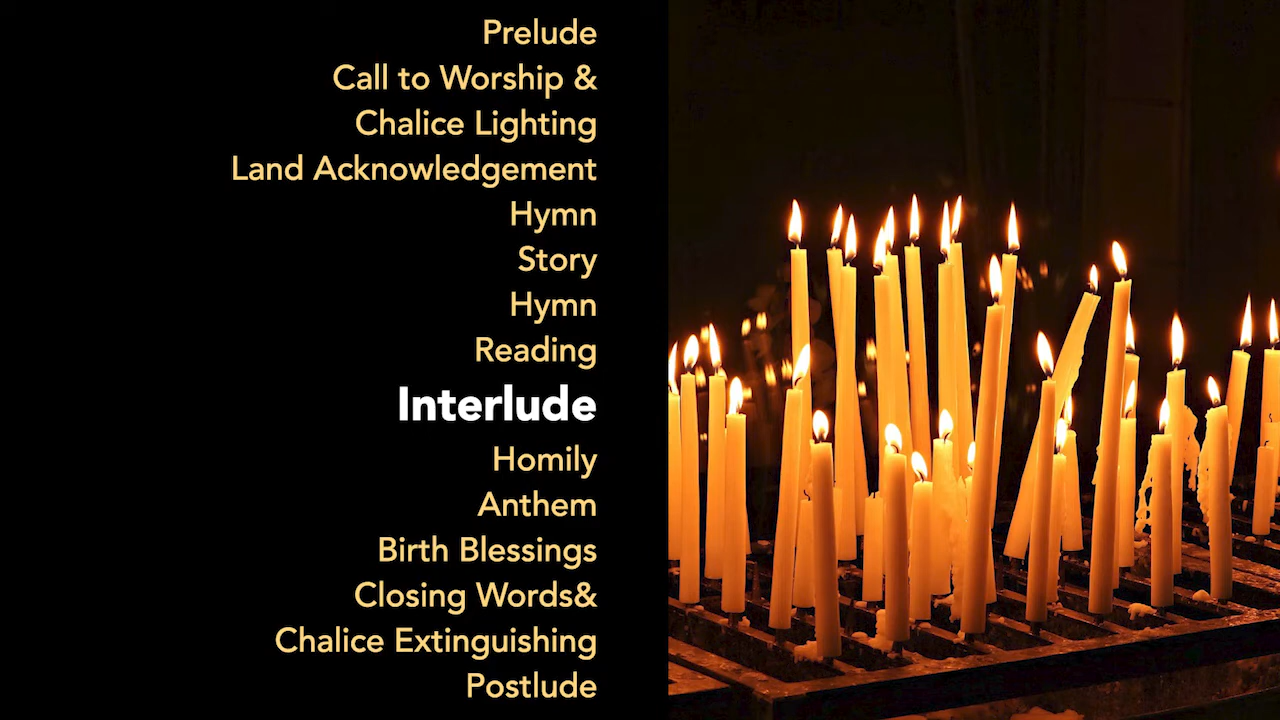 Prelude
Call to Worship &
Chalice Lighting
Land Acknowledgement
Hymn
Story
Hymn
Reading
Interlude
Homily
Anthem
Birth Blessings
Closing Words&
Chalice Extinguishing
Postlude